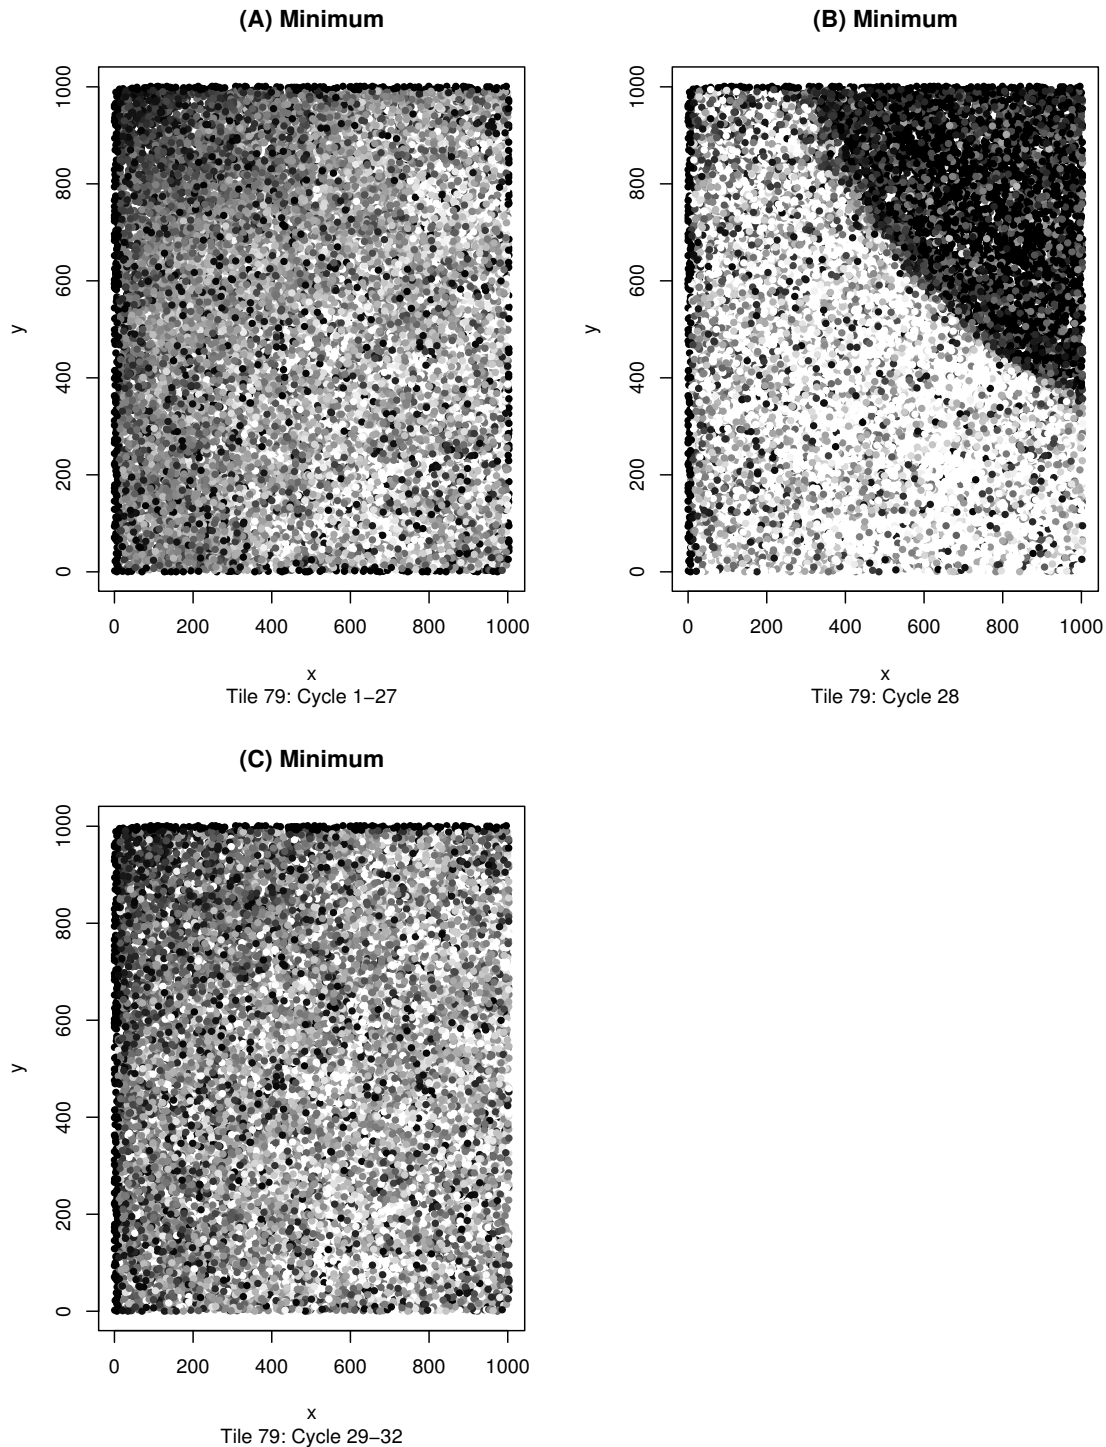 (A) Minimum
1000
800
600
400
200
0
y
0 200 400 600 800 1000
x
Tile 79: Cycle 1−27
(B) Minimum
1000
800
600
400
200
0
y
0 200 400 600 800 1000
x
Tile 79: Cycle 28
(C) Minimum
1000
800
600
400
200
0
y
0 200 400 600 800 1000
x
Tile 79: Cycle 29−32